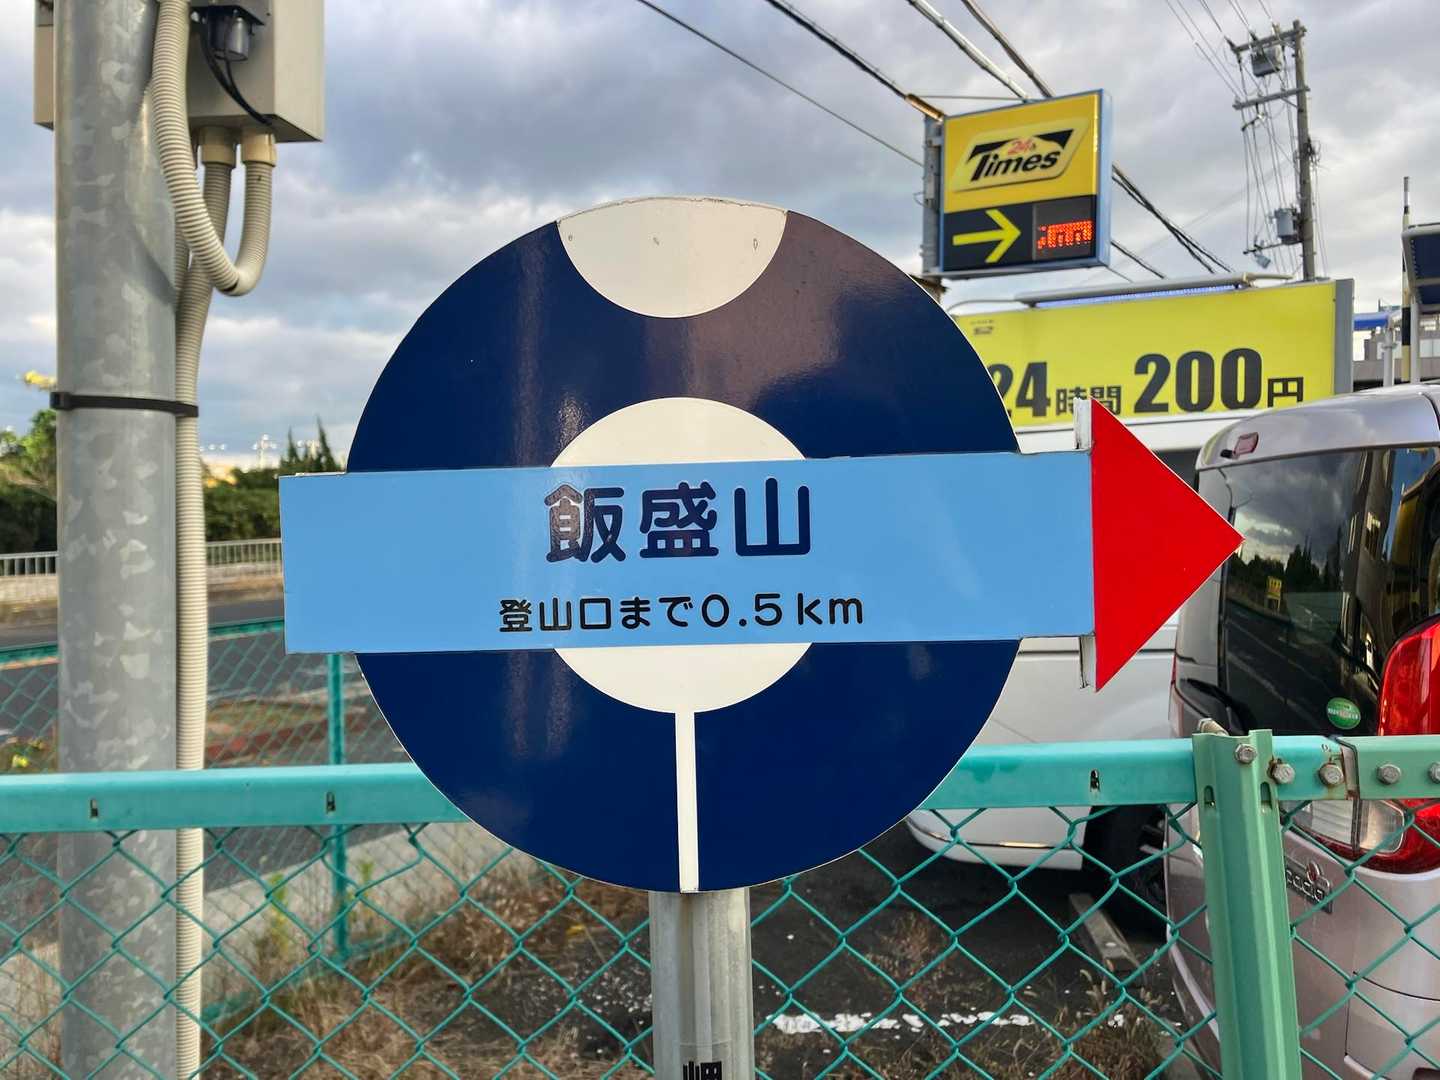 24h
Times
24時間 200円
飯盛山
登山口まで0.5km